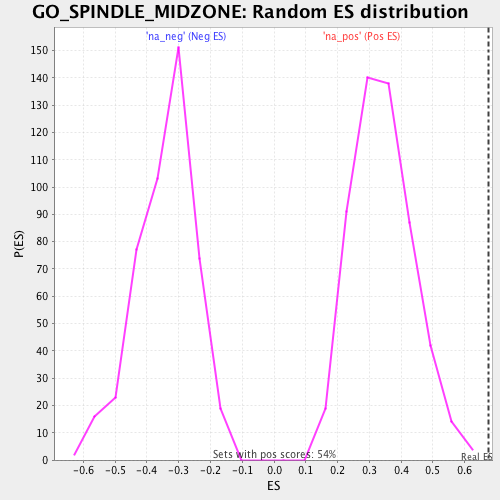 GO_SPINDLE_MIDZONE: Random ES distribution
'na_neg' (Neg ES)
'na_pos' (Pos ES)
P(ES)
150
140
130
120
110
100
90
80
70
60
50
40
30
20
10
0
Sets with pos scores: 54%
Real ES
-0.6 -0.5 -0.4 -0.3 -0.2 -0.1 0.0 0.1 0.2 0.3 0.4 0.5 0.6
ES